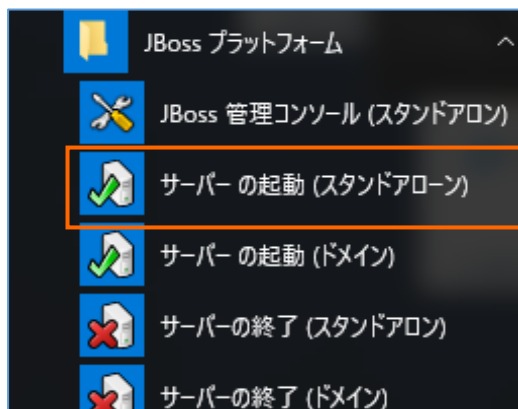 JBoss プラットフォーム
JBoss 管理コンソール (スタンドアロン)
サーバー の起動 (スタンドアローン)
サーバー の起動 (ドメイン)
サーバーの終了 (スタンドアロン)
サーバーの終了 (ドメイン)